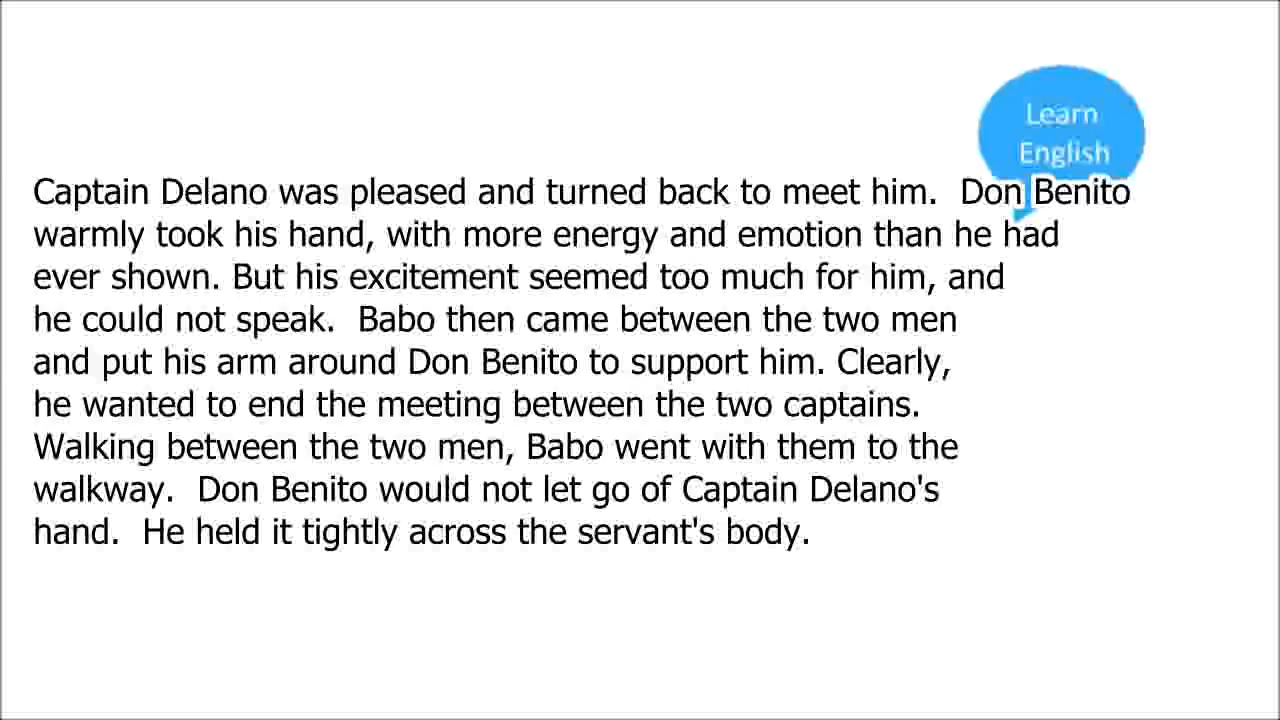 Learn
English
Captain Delano was pleased and turned back to meet him.  Don Benito
warmly took his hand, with more energy and emotion than he had
ever shown. But his excitement seemed too much for him, and
he could not speak.  Babo then came between the two men
and put his arm around Don Benito to support him. Clearly,
he wanted to end the meeting between the two captains.
Walking between the two men, Babo went with them to the
walkway.  Don Benito would not let go of Captain Delano's
hand.  He held it tightly across the servant's body.